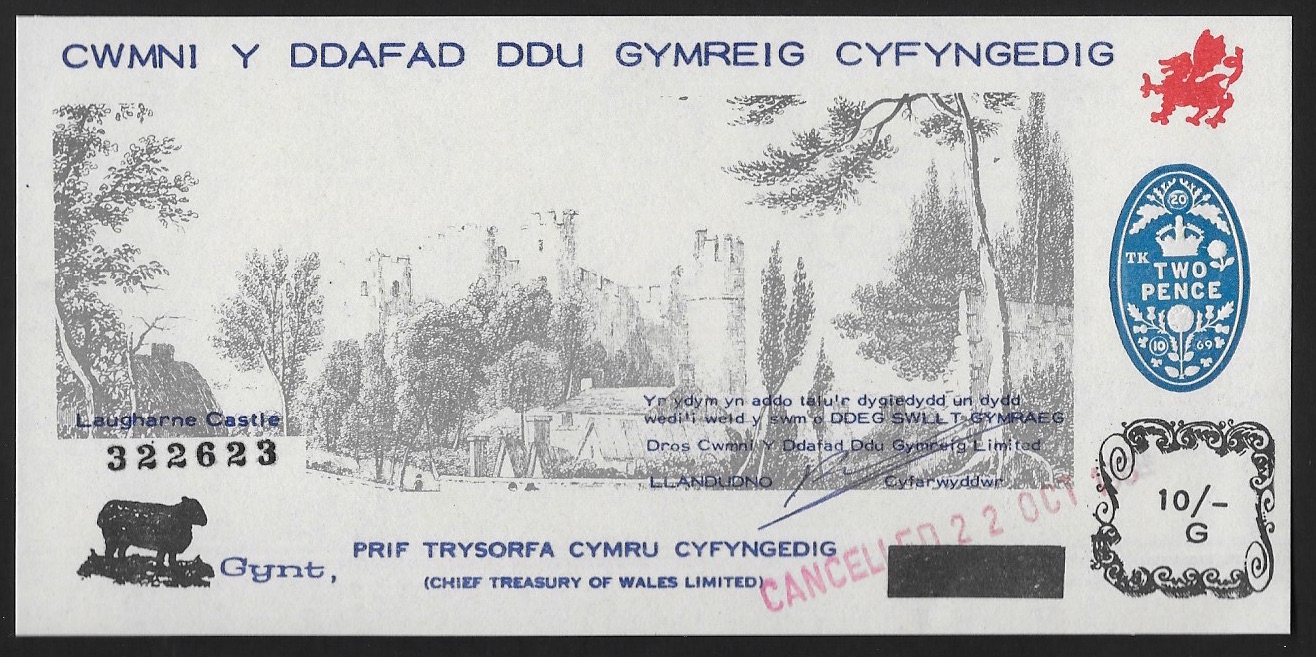 CWMNI Y DDAFAD DDU GYMREIG CYFYNGEDIG
20
TK TWO
PENCE
10 69
Laugharne Castle
322623
Yr ydym yn addo talu'r dygiedydd un dydd
wedi'i weld y swm o DDEG SWLLT GYMRAEG
Dros Cwmni Y Ddafad Ddu Gymreig Limited
LLANDUDNO Cyfarwyddwr
10/-
G
Gynt,
PRIF TRYSORFA CYMRU CYFYNGEDIG
(CHIEF TREASURY OF WALES LIMITED)
CANCELLED 22 OCT